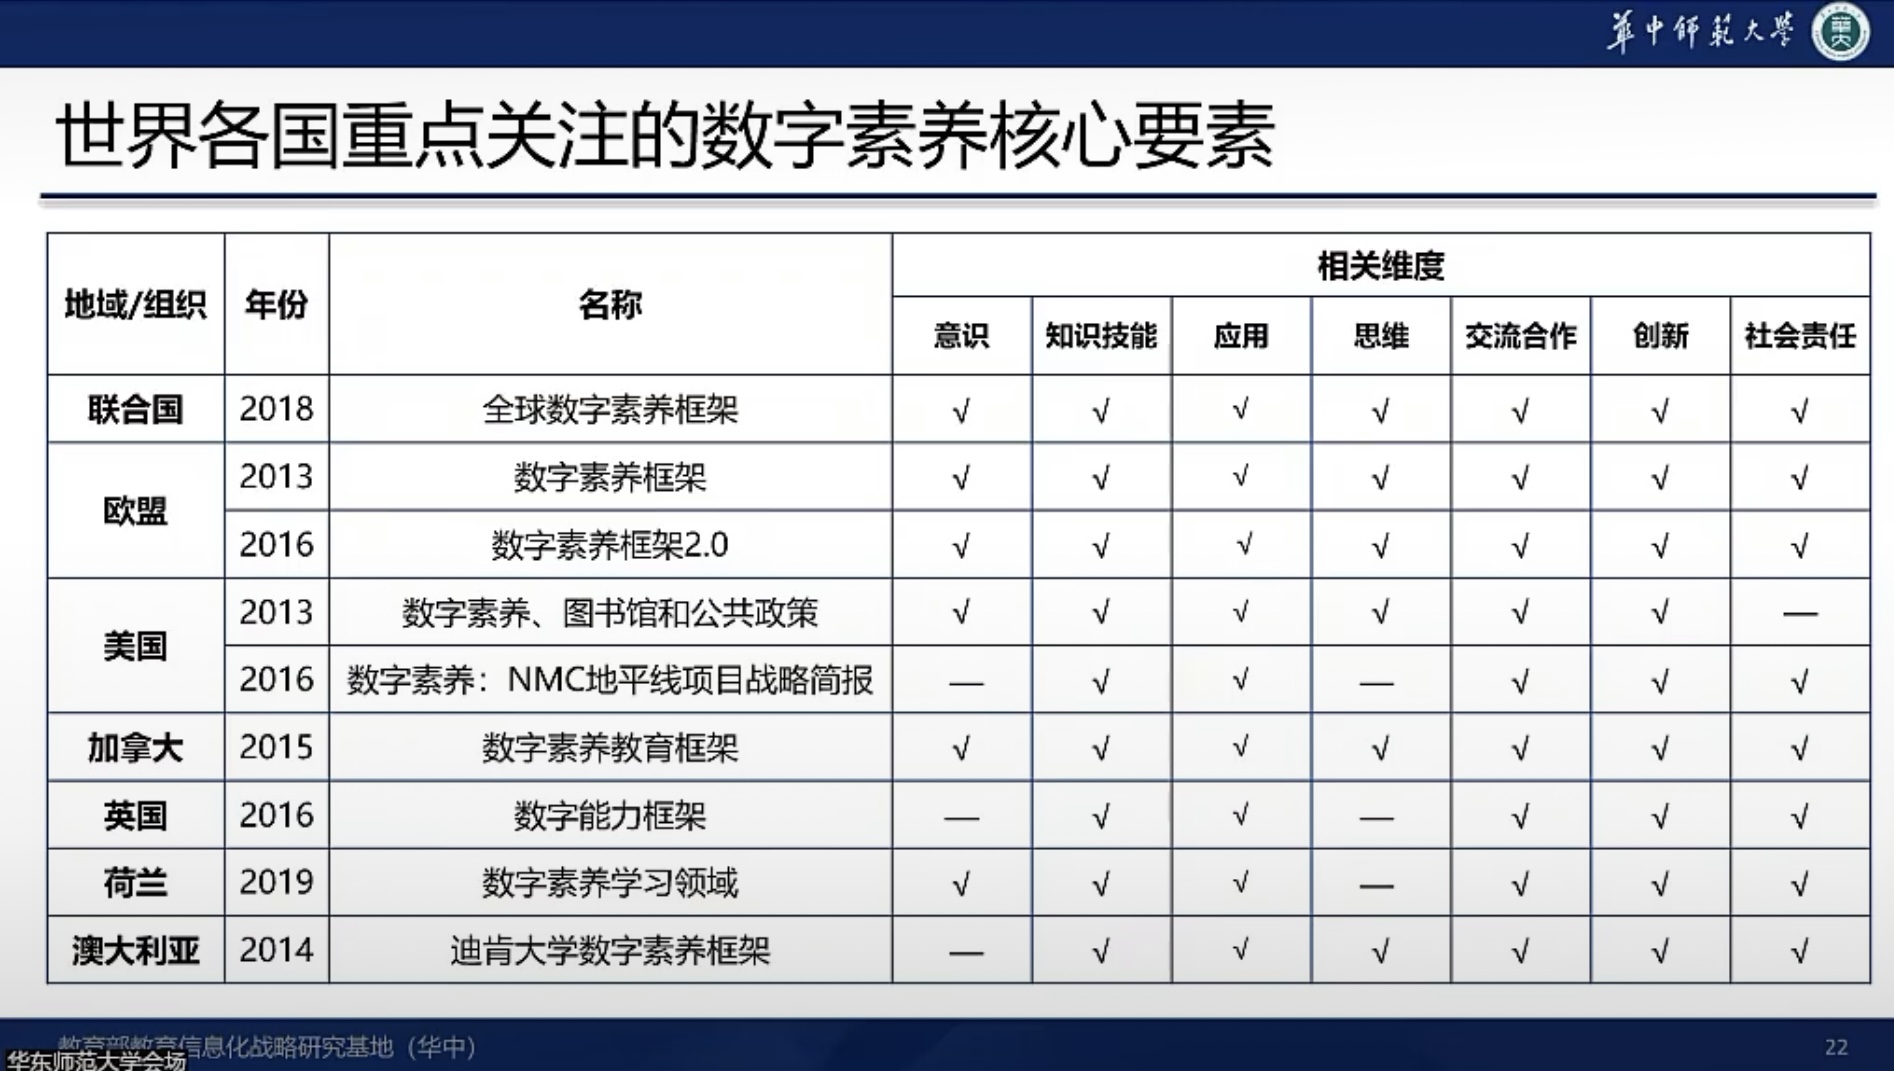 華中師範大學
世界各国重点关注的数字素养核心要素
地域/组织 年份 名称 相关维度
意识 知识技能 应用 思维 交流合作 创新 社会责任
联合国 2018 全球数字素养框架 √ √ √ √ √ √ √
欧盟 2013 数字素养框架 √ √ √ √ √ √ √
2016 数字素养框架2.0 √ √ √ √ √ √ √
美国 2013 数字素养、图书馆和公共政策 √ √ √ √ √ √ —
2016 数字素养：NMC地平线项目战略简报 — √ √ — √ √ √
加拿大 2015 数字素养教育框架 √ √ √ √ √ √ √
英国 2016 数字能力框架 — √ √ — √ √ √
荷兰 2019 数字素养学习领域 √ √ √ — √ √ √
澳大利亚 2014 迪肯大学数字素养框架 — √ √ √ √ √ √
教育部教育信息化战略研究基地（华中） 22
华东师范大学会场